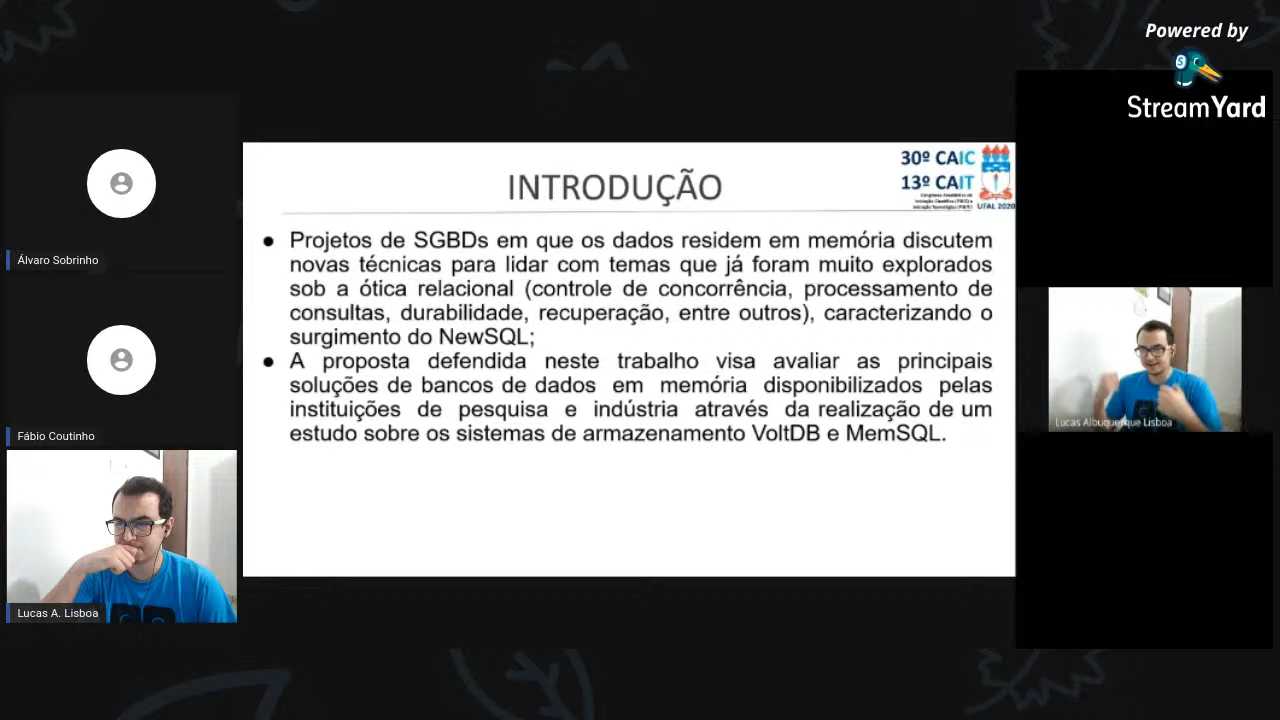 Powered by
StreamYard
30º CAIC
13º CAIT
UFAL 2020
INTRODUÇÃO
● Projetos de SGBDs em que os dados residem em memória discutem
novas técnicas para lidar com temas que já foram muito explorados
sob a ótica relacional (controle de concorrência, processamento de
consultas, durabilidade, recuperação, entre outros), caracterizando o
surgimento do NewSQL;
● A proposta defendida neste trabalho visa avaliar as principais
soluções de bancos de dados em memória disponibilizados pelas
instituições de pesquisa e indústria através da realização de um
estudo sobre os sistemas de armazenamento VoltDB e MemSQL.
Álvaro Sobrinho
Fábio Coutinho
Lucas A. Lisboa
Lucas Albuquerque Lisboa